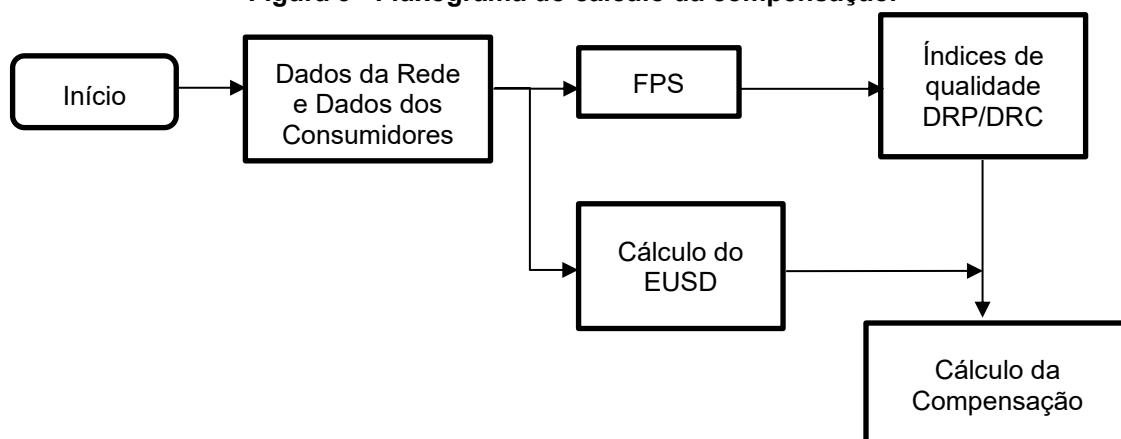 Início
Dados da Rede
e Dados dos
Consumidores
FPS
Índices de
qualidade
DRP/DRC
Cálculo do
EUSD
Cálculo da
Compensação